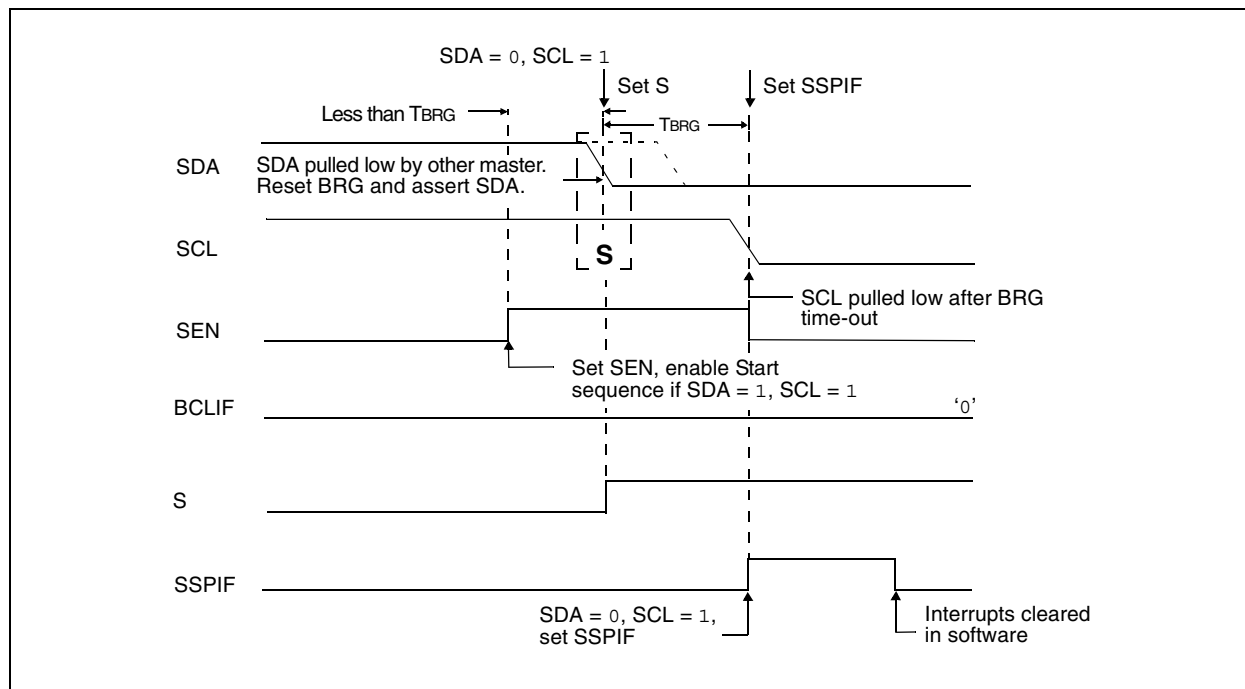 SDA = 0, SCL = 1
Set S
Set SSPIF
Less than TBRG
TBRG
SDA
SDA pulled low by other master.
Reset BRG and assert SDA.
SCL
S
SCL pulled low after BRG
time-out
SEN
Set SEN, enable Start
sequence if SDA = 1, SCL = 1
BCLIF
‘0’
S
SSPIF
SDA = 0, SCL = 1,
set SSPIF
Interrupts cleared
in software